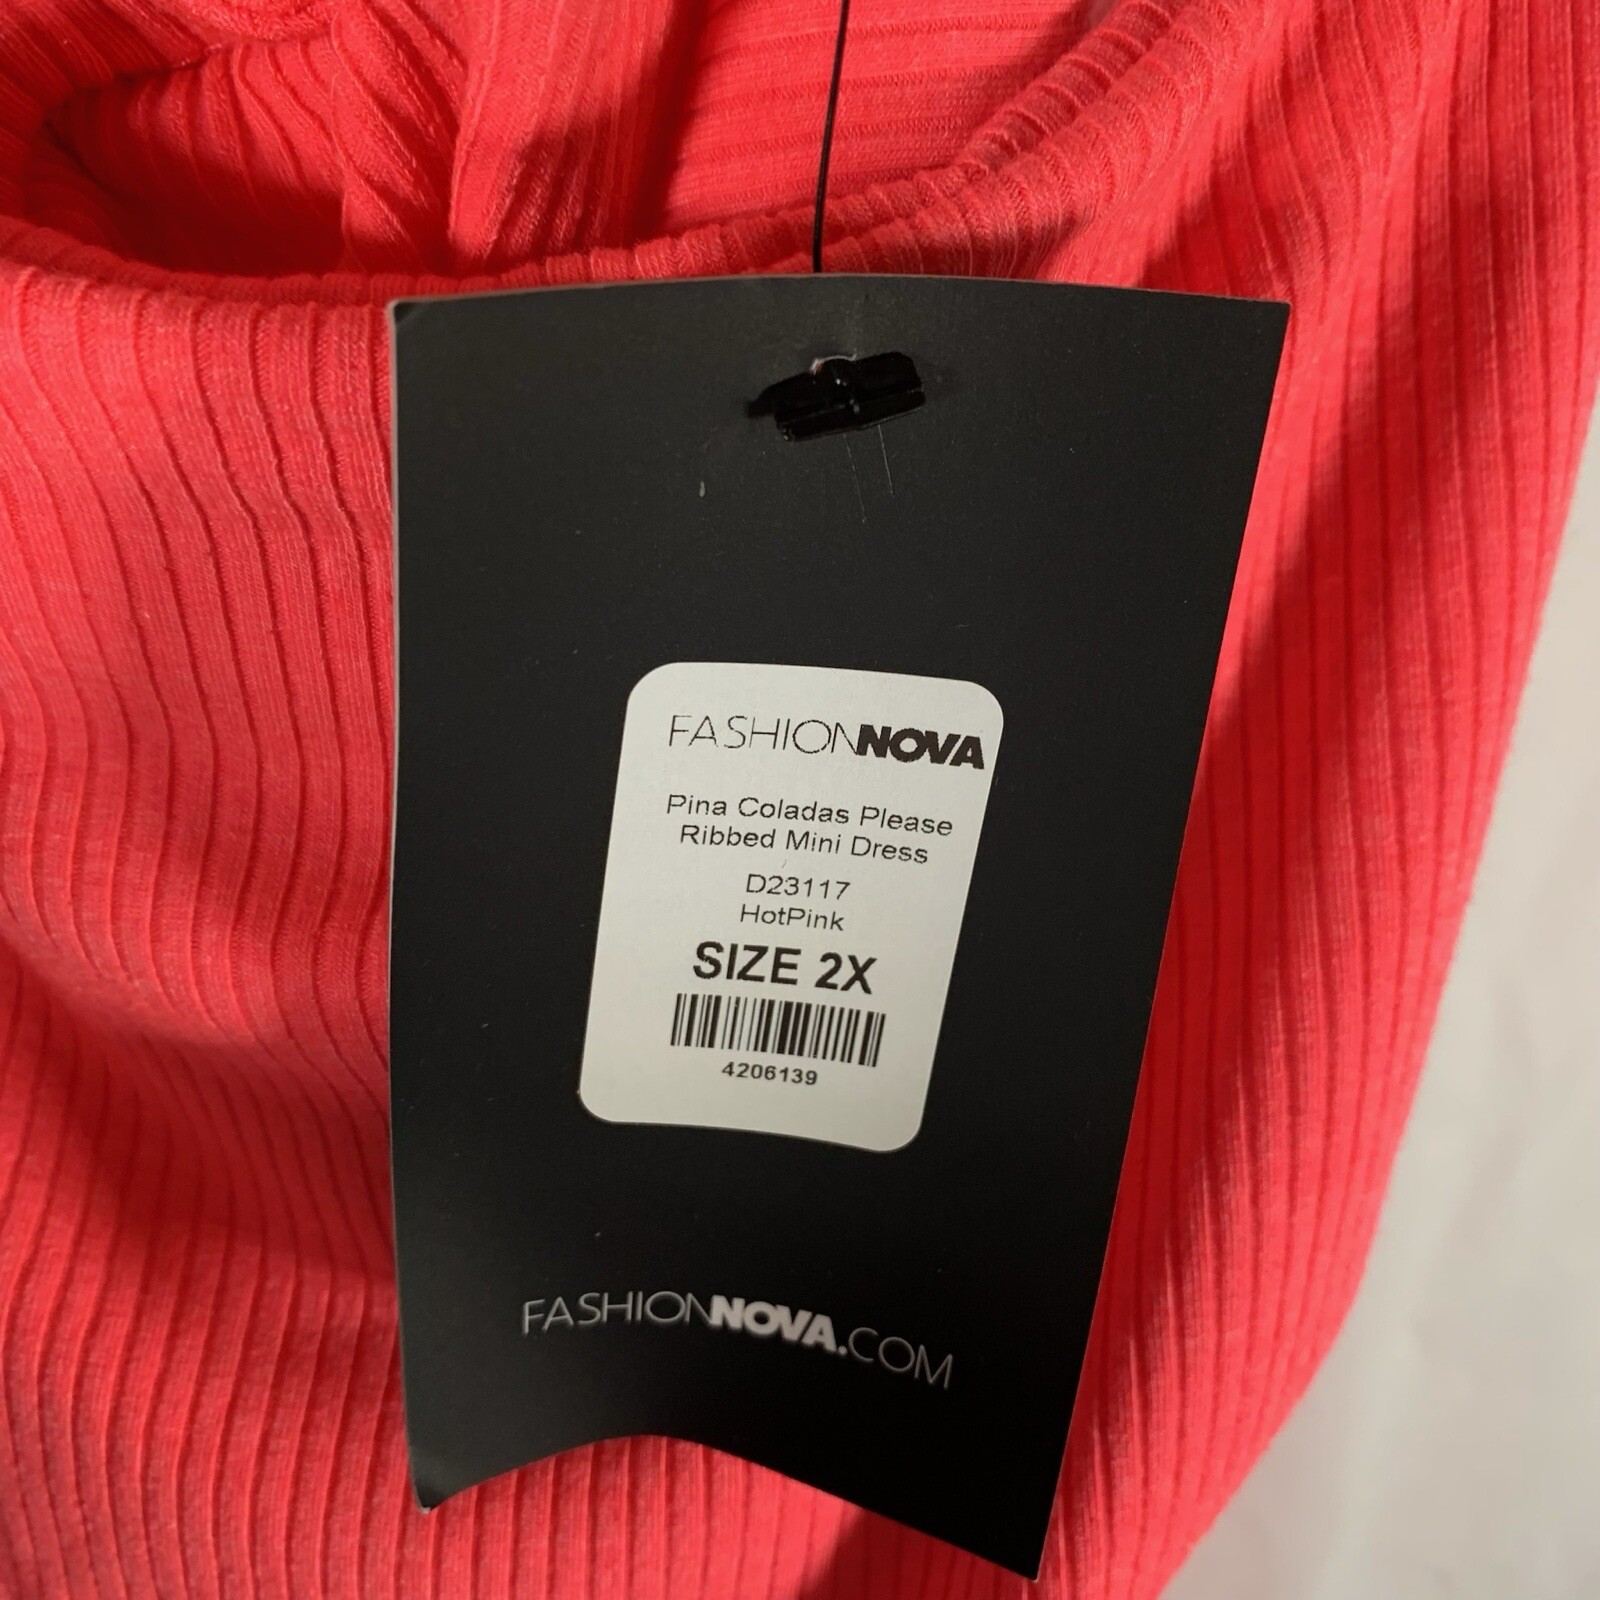 FASHIONNOVA
Pina Coladas Please
Ribbed Mini Dress
D23117
HotPink
SIZE 2X
4206139
FASHIONNOVA.COM